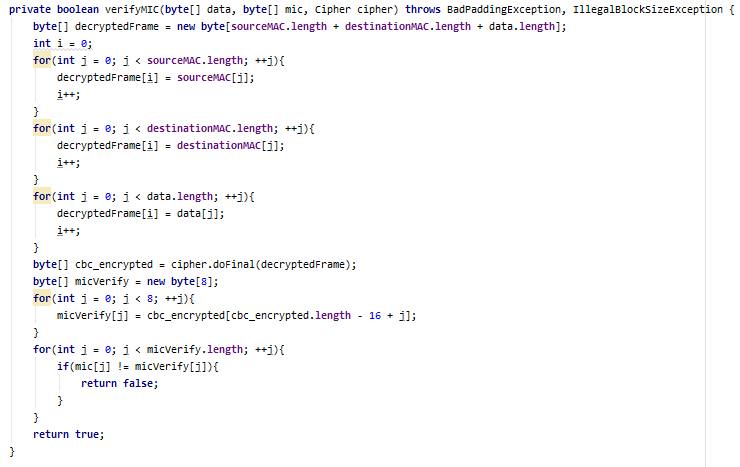 private boolean verifyMIC(byte[] data, byte[] mic, Cipher cipher) throws BadPaddingException, IllegalBlockSizeException {
    byte[] decryptedFrame = new byte[sourceMAC.length + destinationMAC.length + data.length];
    int i = 0;
    for(int j = 0; j < sourceMAC.length; ++j){
        decryptedFrame[i] = sourceMAC[j];
        i++;
    }
    for(int j = 0; j < destinationMAC.length; ++j){
        decryptedFrame[i] = destinationMAC[j];
        i++;
    }
    for(int j = 0; j < data.length; ++j){
        decryptedFrame[i] = data[j];
        i++;
    }
    byte[] cbc_encrypted = cipher.doFinal(decryptedFrame);
    byte[] micVerify = new byte[8];
    for(int j = 0; j < 8; ++j){
        micVerify[j] = cbc_encrypted[cbc_encrypted.length - 16 + j];
    }
    for(int j = 0; j < micVerify.length; ++j){
        if(mic[j] != micVerify[j]){
            return false;
        }
    }
    return true;
}